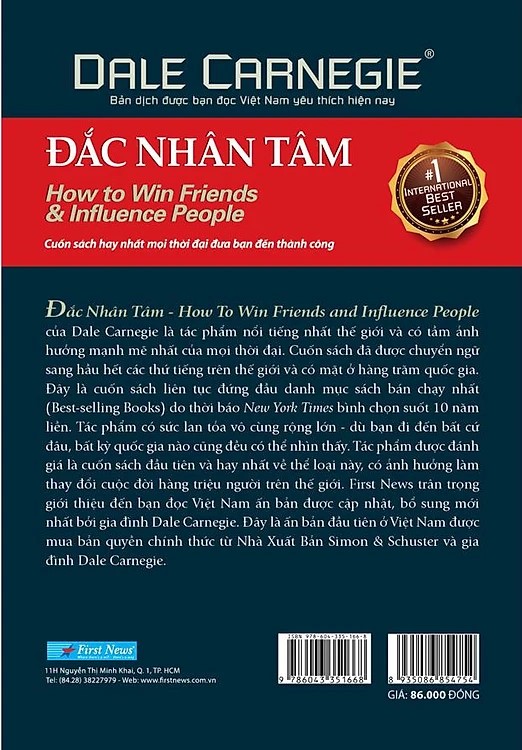 DALE CARNEGIE®
Bản dịch được bạn đọc Việt Nam yêu thích hiện nay
ĐẮC NHÂN TÂM
How to Win Friends
& Influence People
Cuốn sách hay nhất mọi thời đại đưa bạn đến thành công
#1
INTERNATIONAL
BEST
SELLER
Đắc Nhân Tâm - How To Win Friends and Influence People
của Dale Carnegie là tác phẩm nổi tiếng nhất thế giới và có tầm ảnh
hưởng mạnh mẽ nhất của mọi thời đại. Cuốn sách đã được chuyển ngữ
sang hầu hết các thứ tiếng trên thế giới và có mặt ở hàng trăm quốc gia.
Đây là cuốn sách liên tục đứng đầu danh mục sách bán chạy nhất
(Best-selling Books) do thời báo New York Times bình chọn suốt 10 năm
liền. Tác phẩm có sức lan tỏa vô cùng rộng lớn - dù bạn đi đến bất cứ
đâu, bất kỳ quốc gia nào cũng đều có thể nhìn thấy. Tác phẩm được đánh
giá là cuốn sách đầu tiên và hay nhất về thể loại này, có ảnh hưởng làm
thay đổi cuộc đời hàng triệu người trên thế giới. First News trân trọng
giới thiệu đến bạn đọc Việt Nam ấn bản được cập nhật, bổ sung mới
nhất bởi gia đình Dale Carnegie. Đây là ấn bản đầu tiên ở Việt Nam được
mua bản quyền chính thức từ Nhà Xuất Bản Simon & Schuster và gia
đình Dale Carnegie.
First News
11H Nguyễn Thị Minh Khai, Q. 1, TP. HCM
Tel: (84.28) 38227979 - Web: www.firstnews.com.vn
ISBN 978-604-335-166-8
9 786043 351668
8 935086 854754
GIÁ: 86.000 ĐỒNG